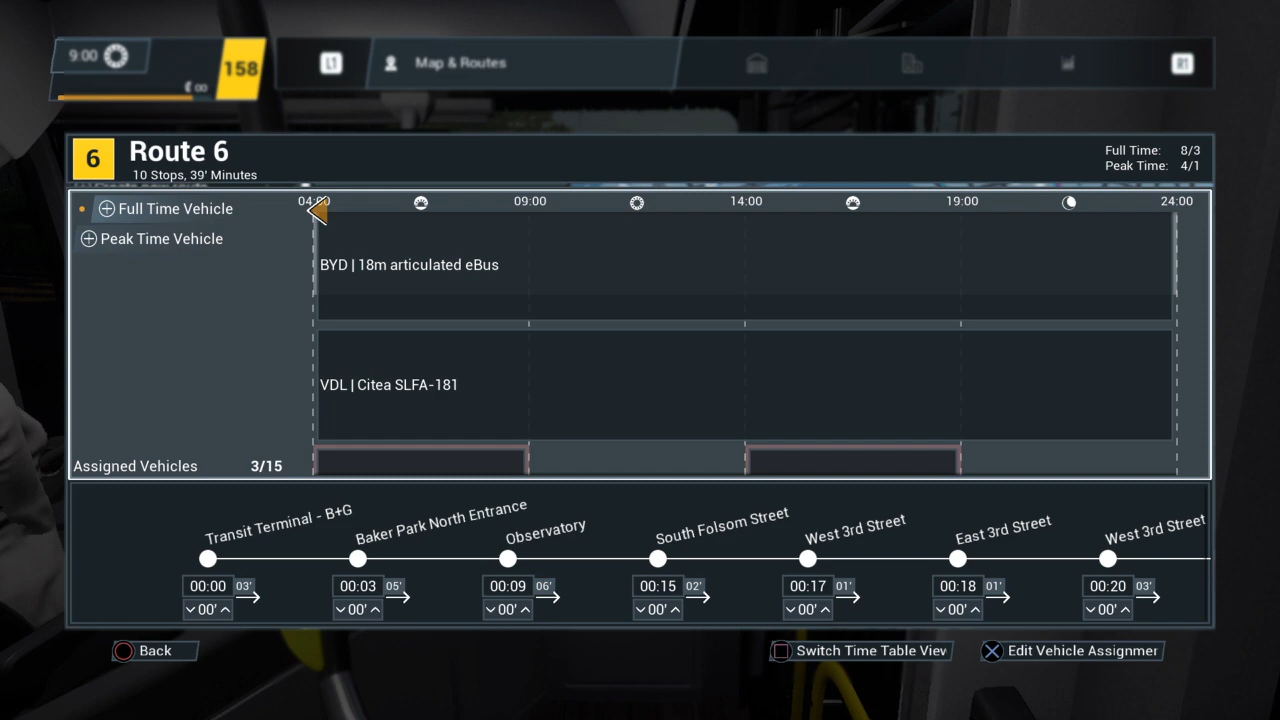 9:00
00
158
L1
Map & Routes
R1
6
Route 6
10 Stops, 39' Minutes
Full Time: 8/3
Peak Time: 4/1
Full Time Vehicle
Peak Time Vehicle
04:00 09:00 14:00 19:00 24:00
BYD | 18m articulated eBus
VDL | Citea SLFA-181
Assigned Vehicles 3/15
Transit Terminal - B+G
Baker Park North Entrance
Observatory
South Folsom Street
West 3rd Street
East 3rd Street
West 3rd Street
00:00 03' 00:03 05' 00:09 06' 00:15 02' 00:17 01' 00:18 01' 00:20 03'
00' 00' 00' 00' 00' 00' 00'
Back
Switch Time Table View
Edit Vehicle Assignmer